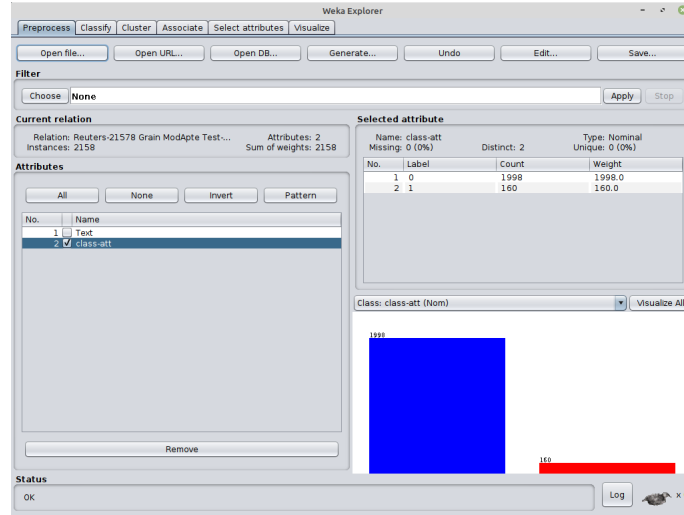 Weka Explorer
Preprocess Classify Cluster Associate Select attributes Visualize
Open file... Open URL... Open DB... Generate... Undo Edit... Save...
Filter
Choose None Apply Stop
Current relation
Relation: Reuters-21578 Grain ModApte Test-... Attributes: 2
Instances: 2158 Sum of weights: 2158
Attributes
All None Invert Pattern
No. Name
1 Text
2 class-att
Remove
Selected attribute
Name: class-att Type: Nominal
Missing: 0 (0%) Distinct: 2 Unique: 0 (0%)
No. Label Count Weight
1 0 1998 1998.0
2 1 160 160.0
Class: class-att (Nom) Visualize All
1998
160
Status
OK
Log x